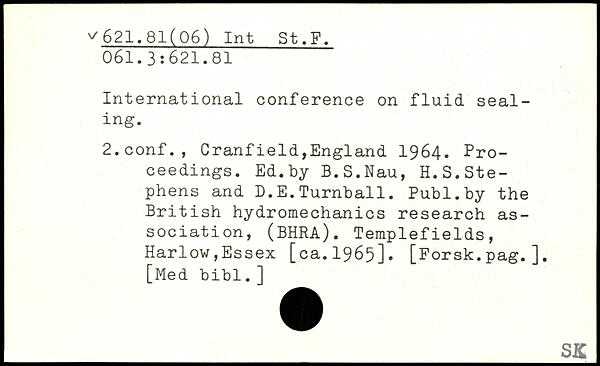 ✓621.81(06) Int St.F.
061.3:621.81
International conference on fluid seal-
ing.
2.conf., Cranfield,England 1964. Pro-
ceedings. Ed.by B.S.Nau, H.S.Ste-
phens and D.E.Turnball. Publ.by the
British hydromechanics research as-
sociation, (BHRA). Templefields,
Harlow,Essex [ca.1965]. [Forsk.pag.].
[Med bibl.]
SK